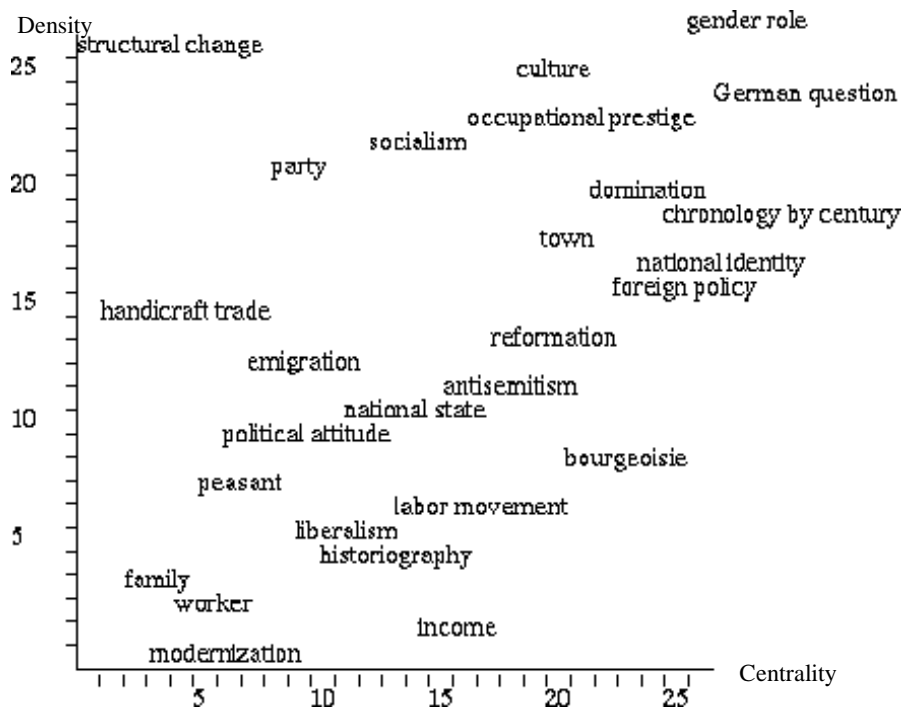 Density
gender role
structural change
25
culture
German question
occupational prestige
socialism
party
20
domination
chronology by century
town
national identity
foreign policy
15
handicraft trade
reformation
emigration
antisemitism
national state
10
political attitude
bourgeoisie
peasant
labor movement
5
liberalism
historiography
family
worker
income
modernization
Centrality
5 10 15 20 25